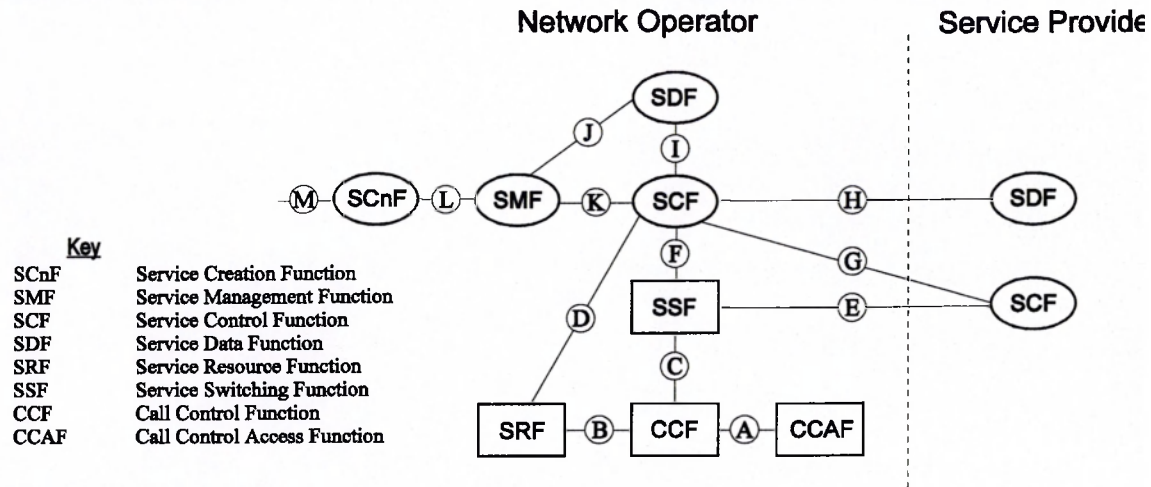 Network Operator
Service Provide
SDF
J
I
M
SCnF
L
SMF
K
SCF
H
SDF
Key
SCnF Service Creation Function
SMF Service Management Function
SCF Service Control Function
SDF Service Data Function
SRF Service Resource Function
SSF Service Switching Function
CCF Call Control Function
CCAF Call Control Access Function
F
G
D
SSF
E
SCF
C
SRF
B
CCF
A
CCAF